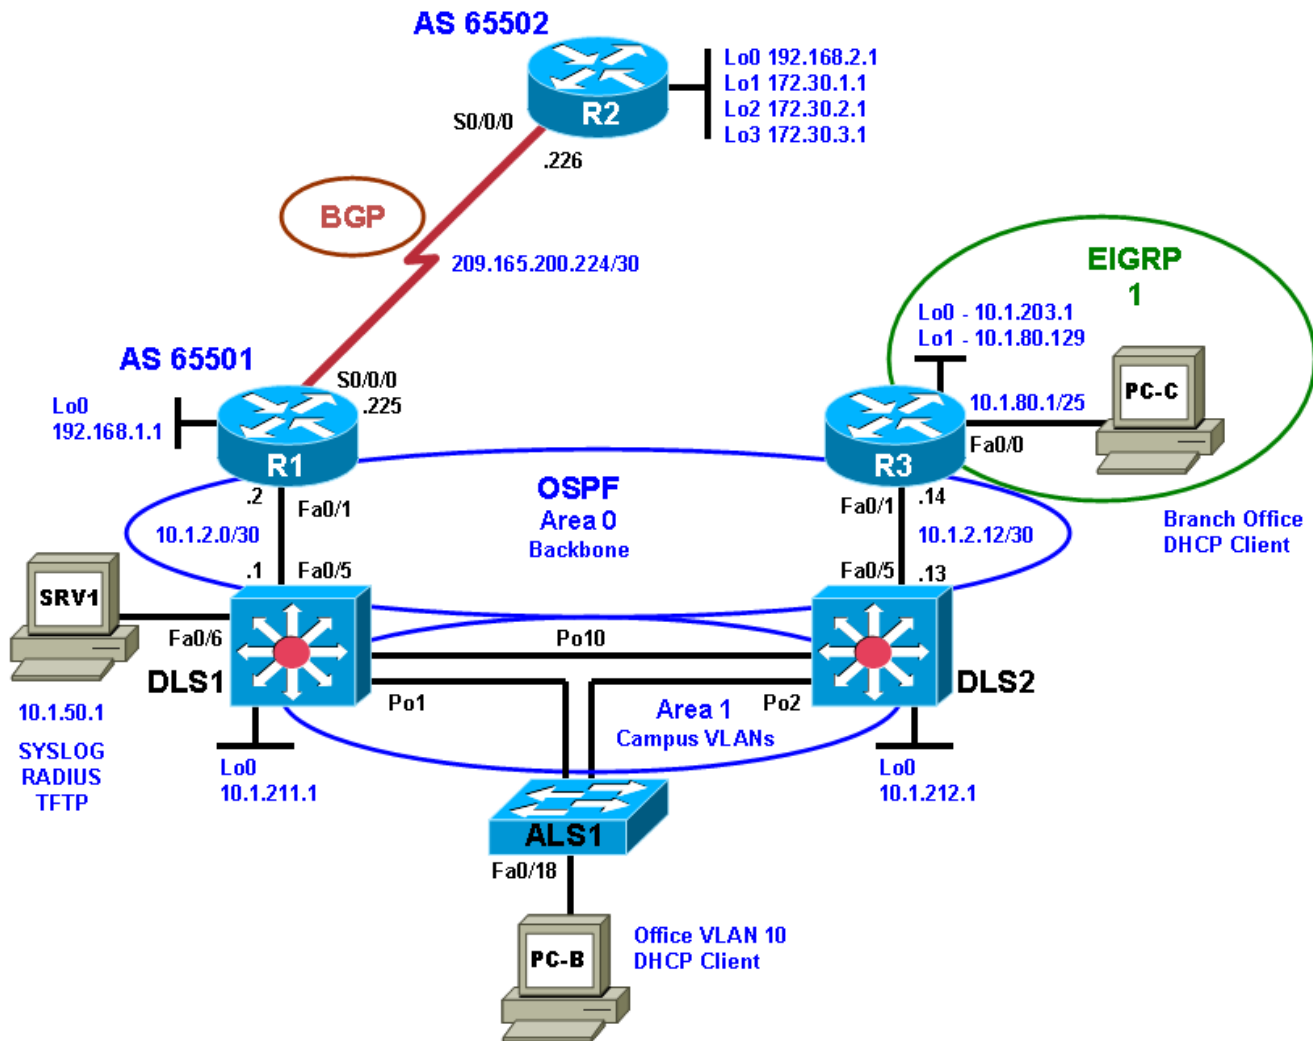 AS 65502
R2
Lo0 192.168.2.1
Lo1 172.30.1.1
Lo2 172.30.2.1
Lo3 172.30.3.1
S0/0/0
.226
BGP
209.165.200.224/30
EIGRP
1
Lo0 - 10.1.203.1
Lo1 - 10.1.80.129
AS 65501
S0/0/0
.225
Lo0
192.168.1.1
R1
PC-C
10.1.80.1/25
Fa0/0
R3
.2
Fa0/1
OSPF
Area 0
Backbone
.14
Fa0/1
10.1.2.0/30
10.1.2.12/30
Branch Office
DHCP Client
.1
Fa0/5
Fa0/5
.13
SRV1
Fa0/6
Po10
DLS1
DLS2
10.1.50.1
SYSLOG
RADIUS
TFTP
Po1
Po2
Area 1
Campus VLANs
Lo0
10.1.211.1
Lo0
10.1.212.1
ALS1
Fa0/18
PC-B
Office VLAN 10
DHCP Client